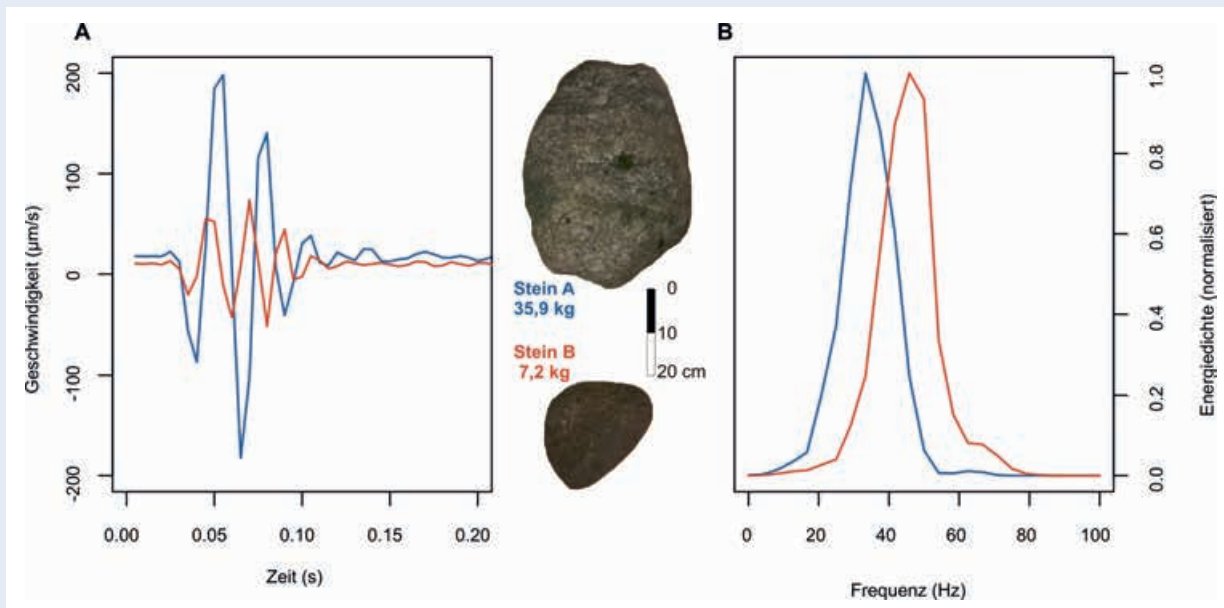 A
Geschwindigkeit (µm/s)
200
100
0
-100
-200
0.00 0.05 0.10 0.15 0.20
Zeit (s)
Stein A
35,9 kg
Stein B
7,2 kg
0
10
20 cm
B
1.0
0.8
0.6
0.4
0.2
0.0
Energiedichte (normalisiert)
0 20 40 60 80 100
Frequenz (Hz)